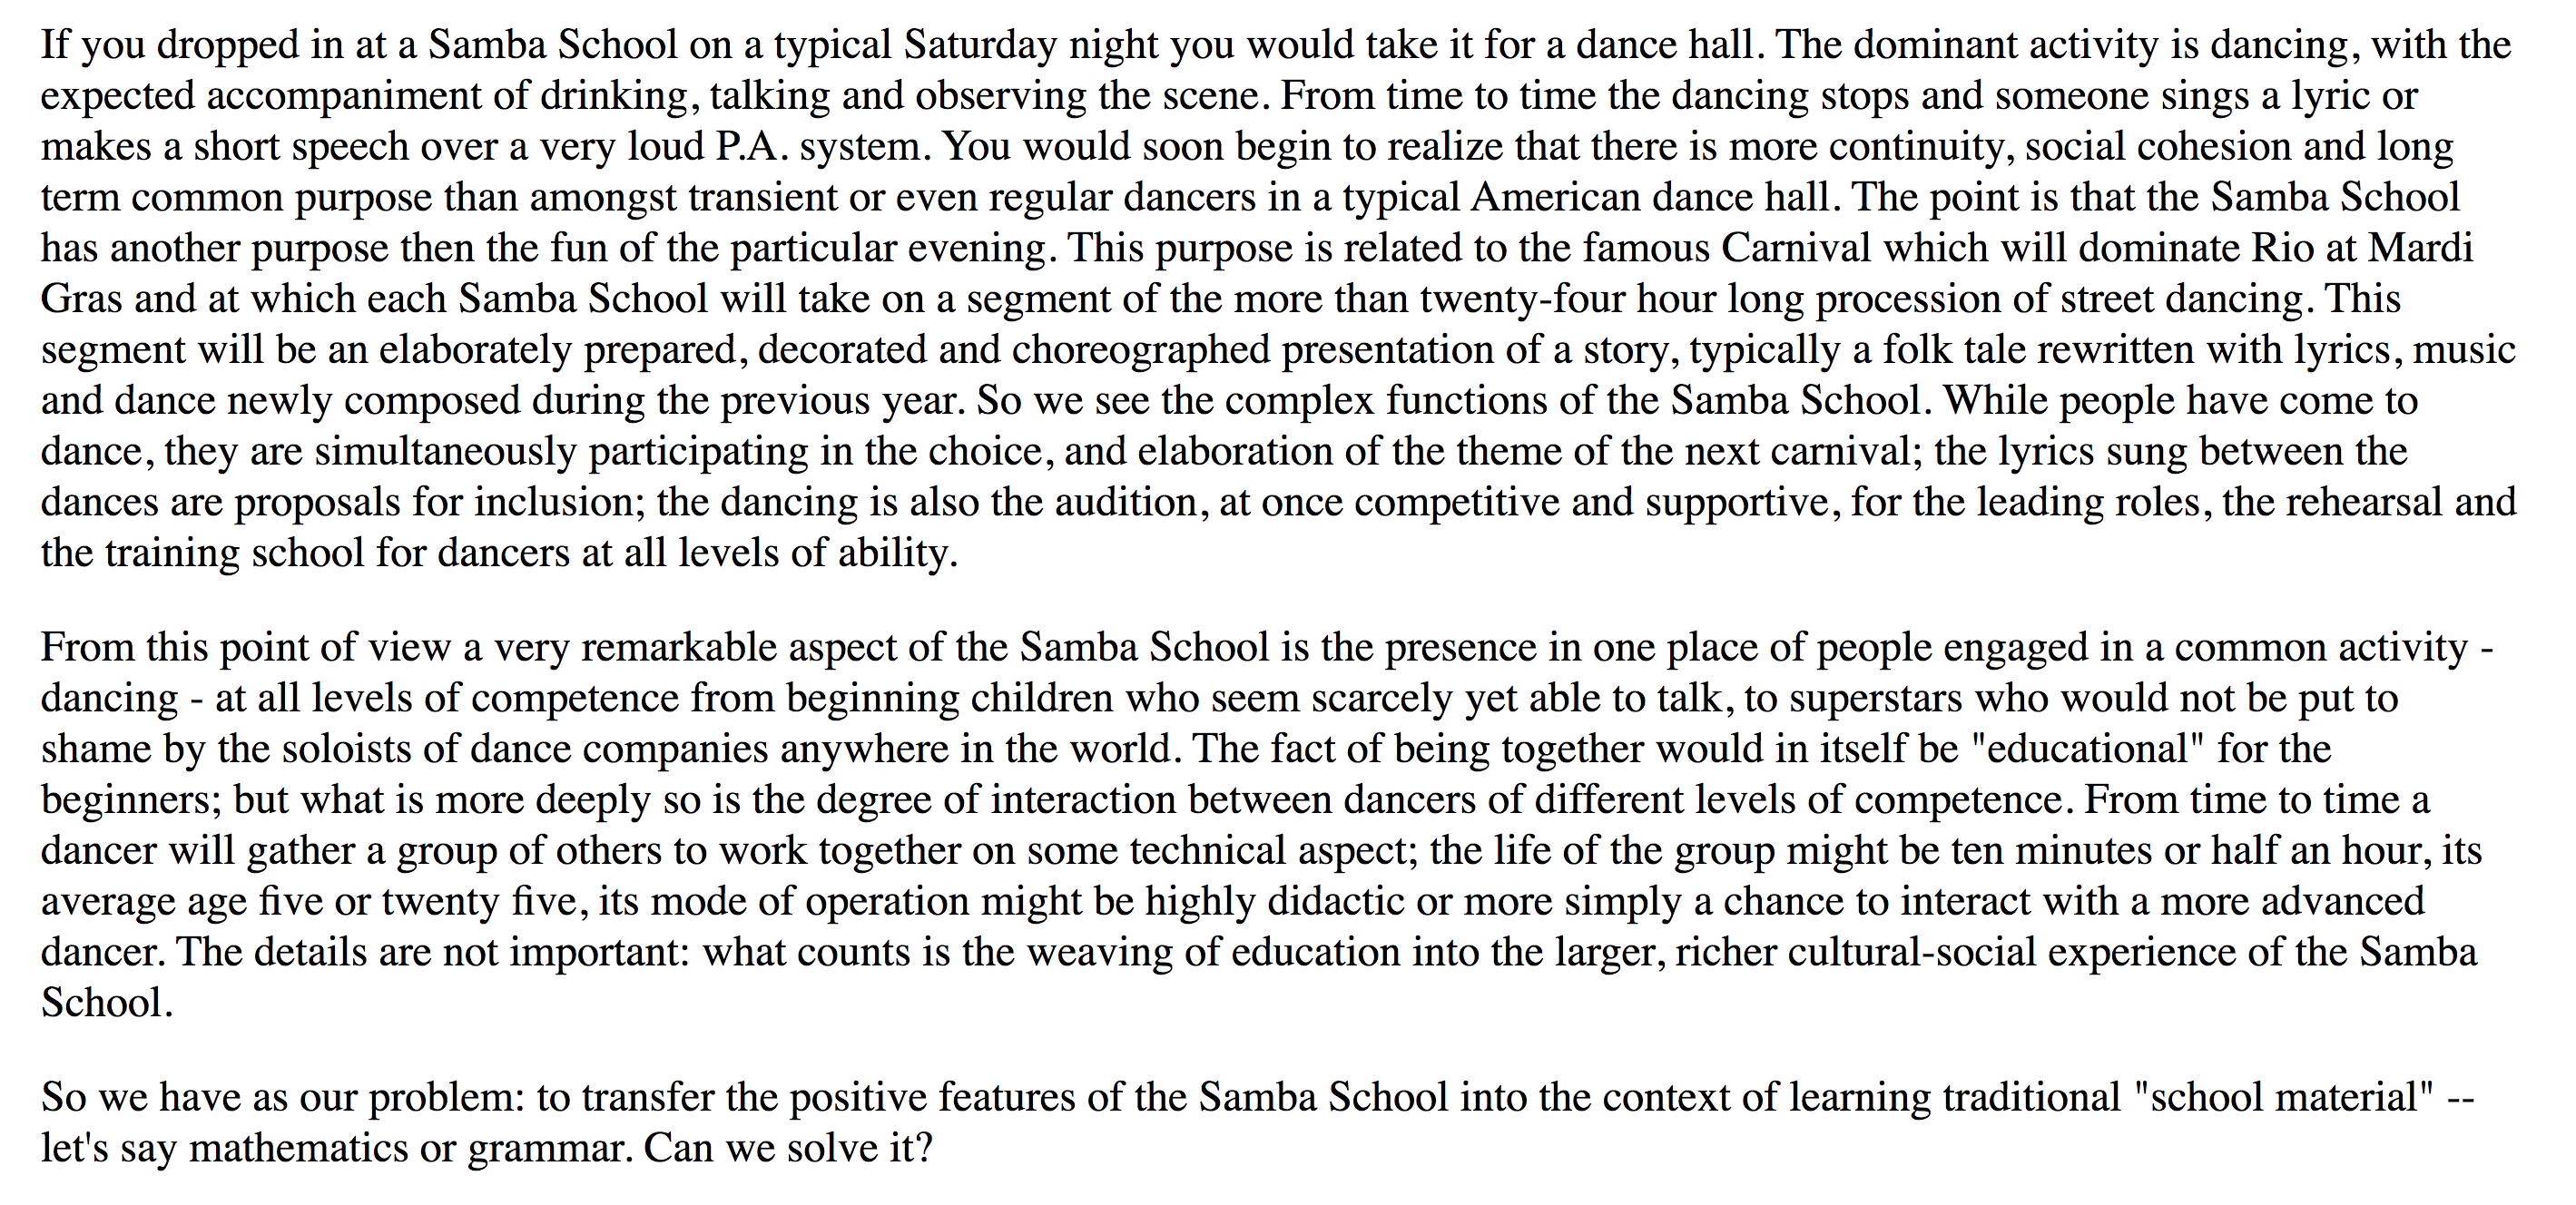 If you dropped in at a Samba School on a typical Saturday night you would take it for a dance hall. The dominant activity is dancing, with the
expected accompaniment of drinking, talking and observing the scene. From time to time the dancing stops and someone sings a lyric or
makes a short speech over a very loud P.A. system. You would soon begin to realize that there is more continuity, social cohesion and long
term common purpose than amongst transient or even regular dancers in a typical American dance hall. The point is that the Samba School
has another purpose then the fun of the particular evening. This purpose is related to the famous Carnival which will dominate Rio at Mardi
Gras and at which each Samba School will take on a segment of the more than twenty-four hour long procession of street dancing. This
segment will be an elaborately prepared, decorated and choreographed presentation of a story, typically a folk tale rewritten with lyrics, music
and dance newly composed during the previous year. So we see the complex functions of the Samba School. While people have come to
dance, they are simultaneously participating in the choice, and elaboration of the theme of the next carnival; the lyrics sung between the
dances are proposals for inclusion; the dancing is also the audition, at once competitive and supportive, for the leading roles, the rehearsal and
the training school for dancers at all levels of ability.
From this point of view a very remarkable aspect of the Samba School is the presence in one place of people engaged in a common activity -
dancing - at all levels of competence from beginning children who seem scarcely yet able to talk, to superstars who would not be put to
shame by the soloists of dance companies anywhere in the world. The fact of being together would in itself be "educational" for the
beginners; but what is more deeply so is the degree of interaction between dancers of different levels of competence. From time to time a
dancer will gather a group of others to work together on some technical aspect; the life of the group might be ten minutes or half an hour, its
average age five or twenty five, its mode of operation might be highly didactic or more simply a chance to interact with a more advanced
dancer. The details are not important: what counts is the weaving of education into the larger, richer cultural-social experience of the Samba
School.
So we have as our problem: to transfer the positive features of the Samba School into the context of learning traditional "school material" --
let's say mathematics or grammar. Can we solve it?